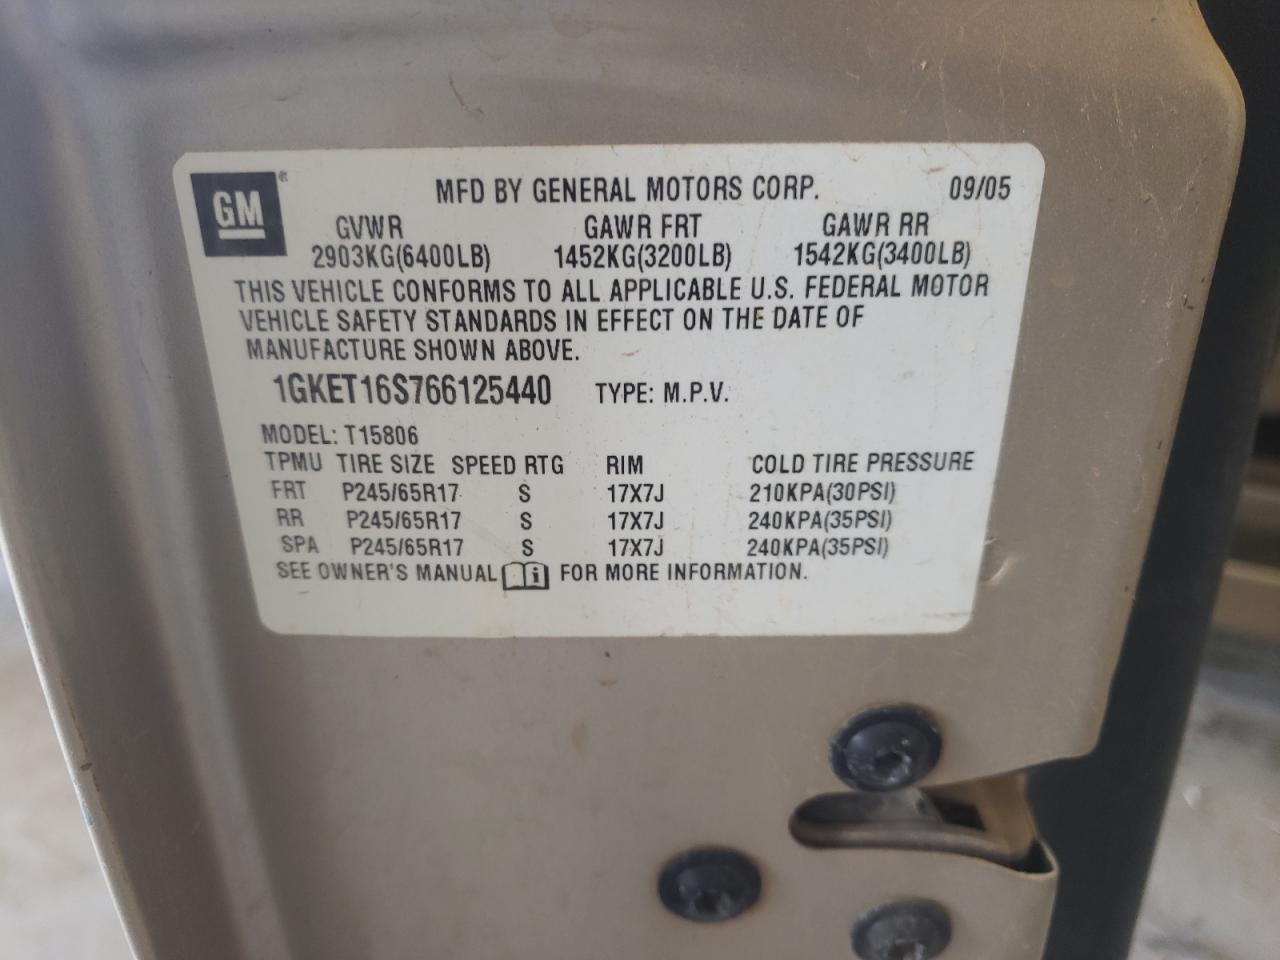 GM®
MFD BY GENERAL MOTORS CORP. 09/05
GVWR GAWR FRT GAWR RR
2903KG(6400LB) 1452KG(3200LB) 1542KG(3400LB)
THIS VEHICLE CONFORMS TO ALL APPLICABLE U.S. FEDERAL MOTOR
VEHICLE SAFETY STANDARDS IN EFFECT ON THE DATE OF
MANUFACTURE SHOWN ABOVE.
1GKET16S766125440 TYPE: M.P.V.
MODEL: T15806
TPMU TIRE SIZE SPEED RTG RIM COLD TIRE PRESSURE
FRT P245/65R17 S 17X7J 210KPA(30PSI)
RR P245/65R17 S 17X7J 240KPA(35PSI)
SPA P245/65R17 S 17X7J 240KPA(35PSI)
SEE OWNER'S MANUAL i FOR MORE INFORMATION.